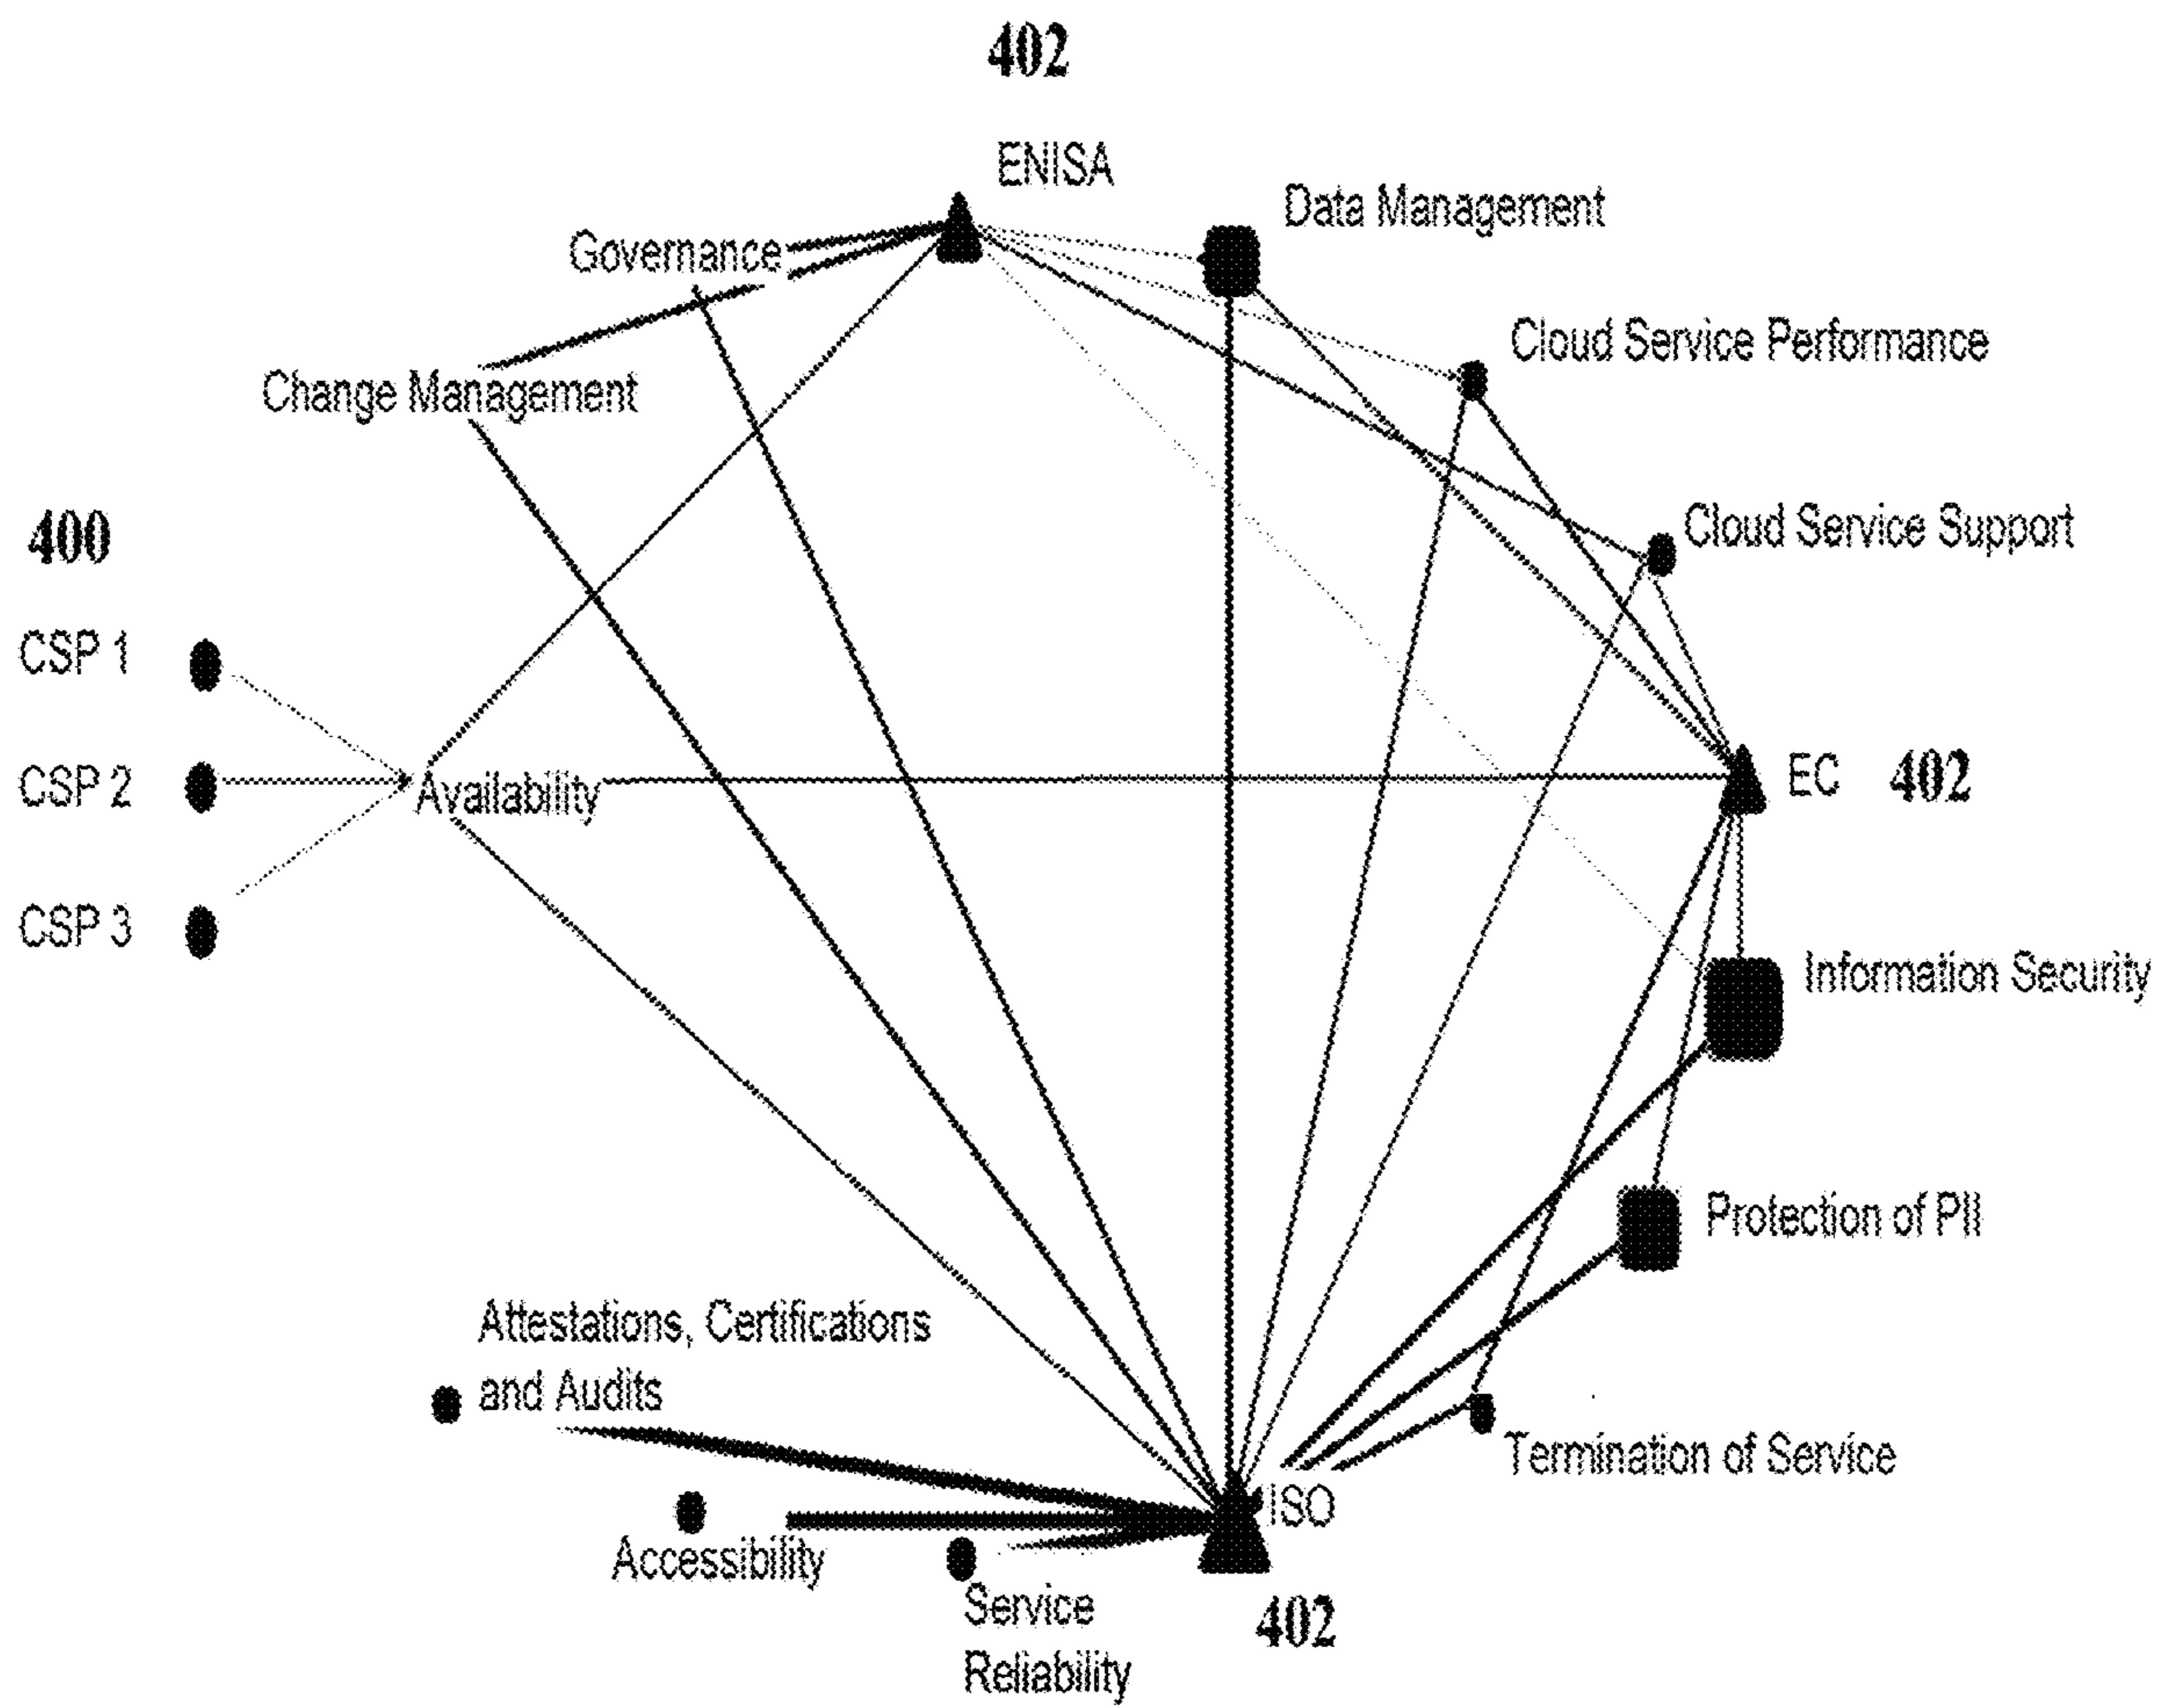 402
ENISA
Data Management
Governance
Cloud Service Performance
Change Management
400
Cloud Service Support
CSP 1
CSP 2
Availability
EC 402
CSP 3
Information Security
Protection of PII
Attestations, Certifications
and Audits
Termination of Service
ISO
Accessibility
Service
Reliability
402